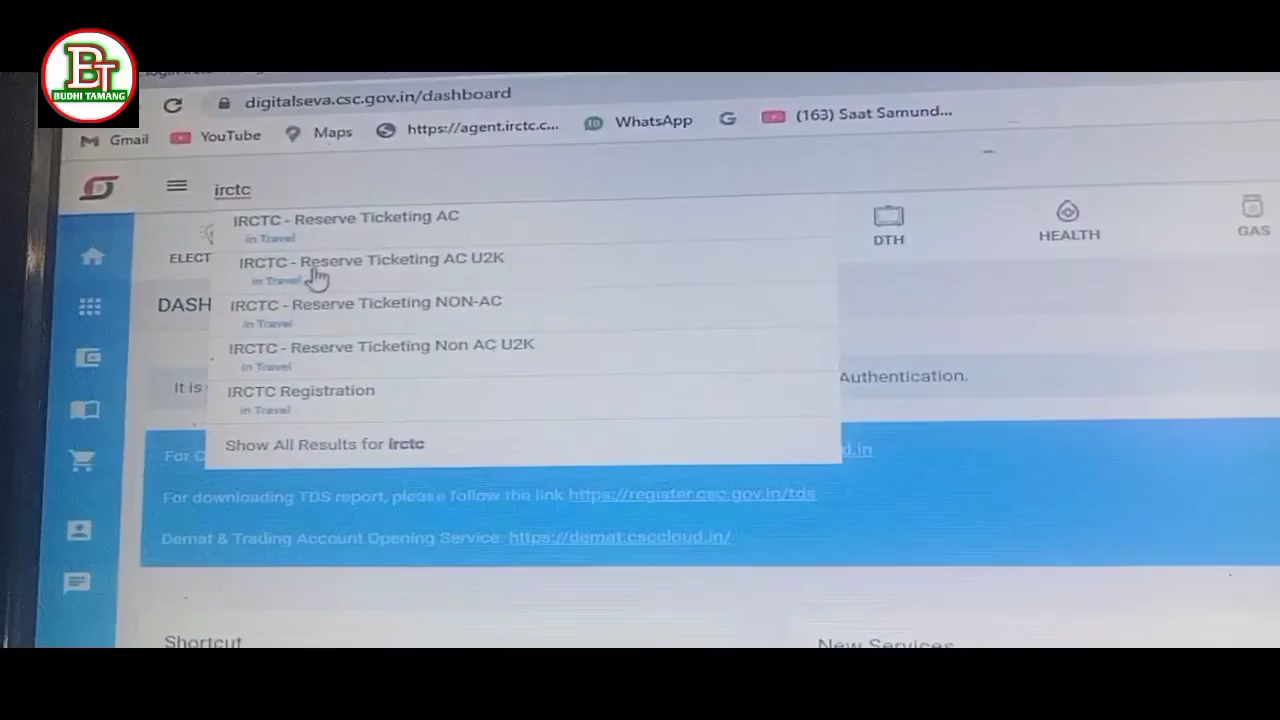 BT
BUDHI TAMANG
digitalseva.csc.gov.in/dashboard
Gmail YouTube Maps https://agent.irctc.c... WhatsApp (163) Saat Samund...
irctc
IRCTC - Reserve Ticketing AC
in Travel
IRCTC - Reserve Ticketing AC U2K
in Travel
IRCTC - Reserve Ticketing NON-AC
in Travel
IRCTC - Reserve Ticketing Non AC U2K
in Travel
IRCTC Registration
in Travel
Show All Results for irctc
ELECT
DTH
HEALTH
GAS
DASH
It is Authentication.
For C d.in
For downloading TDS report, please follow the link https://register.csc.gov.in/tds
Demat & Trading Account Opening Service: https://demat.csccloud.in/
Shortcut
New Services